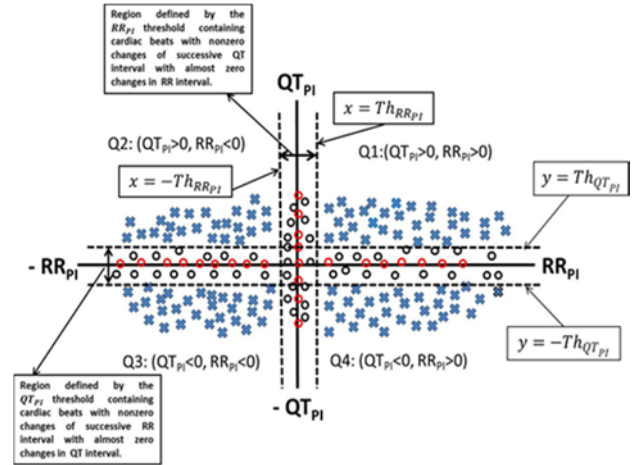 Region defined by the
RR_PI threshold containing
cardiac beats with nonzero
changes of successive QT
interval with almost zero
changes in RR interval.
QT_PI
x = Th_RR_PI
Q2: (QT_PI>0, RR_PI<0)
Q1:(QT_PI>0, RR_PI>0)
x = −Th_RR_PI
y = Th_QT_PI
- RR_PI
RR_PI
y = −Th_QT_PI
Q3: (QT_PI<0, RR_PI<0)
Q4: (QT_PI<0, RR_PI>0)
Region defined by the
QT_PI threshold containing
cardiac beats with nonzero
changes of successive RR
interval with almost zero
changes in QT interval.
- QT_PI